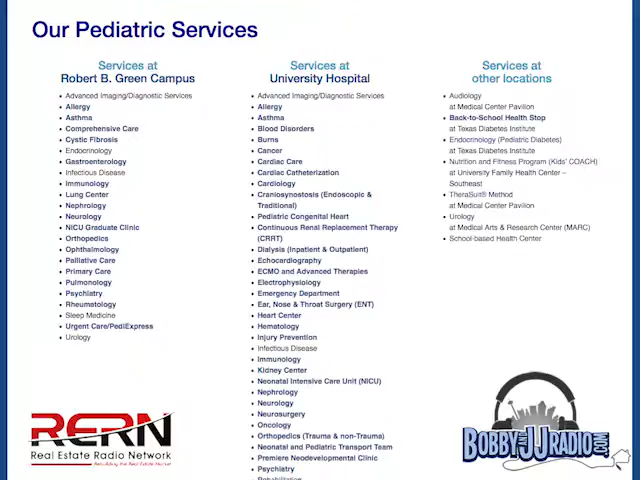 Our Pediatric Services
Services at
Robert B. Green Campus
• Advanced Imaging/Diagnostic Services
• Allergy
• Asthma
• Comprehensive Care
• Cystic Fibrosis
• Endocrinology
• Gastroenterology
• Infectious Disease
• Immunology
• Lung Center
• Nephrology
• Neurology
• NICU Graduate Clinic
• Orthopedics
• Ophthalmology
• Palliative Care
• Primary Care
• Pulmonology
• Psychiatry
• Rheumatology
• Sleep Medicine
• Urgent Care/PediExpress
• Urology
Services at
University Hospital
• Advanced Imaging/Diagnostic Services
• Allergy
• Asthma
• Blood Disorders
• Burns
• Cancer
• Cardiac Care
• Cardiac Catheterization
• Cardiology
• Craniosynostosis (Endoscopic &
Traditional)
• Pediatric Congenital Heart
• Continuous Renal Replacement Therapy
(CRRT)
• Dialysis (Inpatient & Outpatient)
• Echocardiography
• ECMO and Advanced Therapies
• Electrophysiology
• Emergency Department
• Ear, Nose & Throat Surgery (ENT)
• Heart Center
• Hematology
• Injury Prevention
• Infectious Disease
• Immunology
• Kidney Center
• Neonatal Intensive Care Unit (NICU)
• Nephrology
• Neurology
• Neurosurgery
• Oncology
• Orthopedics (Trauma & non-Trauma)
• Neonatal and Pediatric Transport Team
• Premiere Neodevelopmental Clinic
• Psychiatry
• Rehabilitation
Services at
other locations
• Audiology
at Medical Center Pavilion
• Back-to-School Health Stop
at Texas Diabetes Institute
• Endocrinology (Pediatric Diabetes)
at Texas Diabetes Institute
• Nutrition and Fitness Program (Kids' COACH)
at University Family Health Center –
Southeast
• TheraSuit® Method
at Medical Center Pavilion
• Urology
at Medical Arts & Research Center (MARC)
• School-based Health Center
RERN
Real Estate Radio Network
Rebuilding the Real Estate Market
BOBBY AND JJRADIO.COM